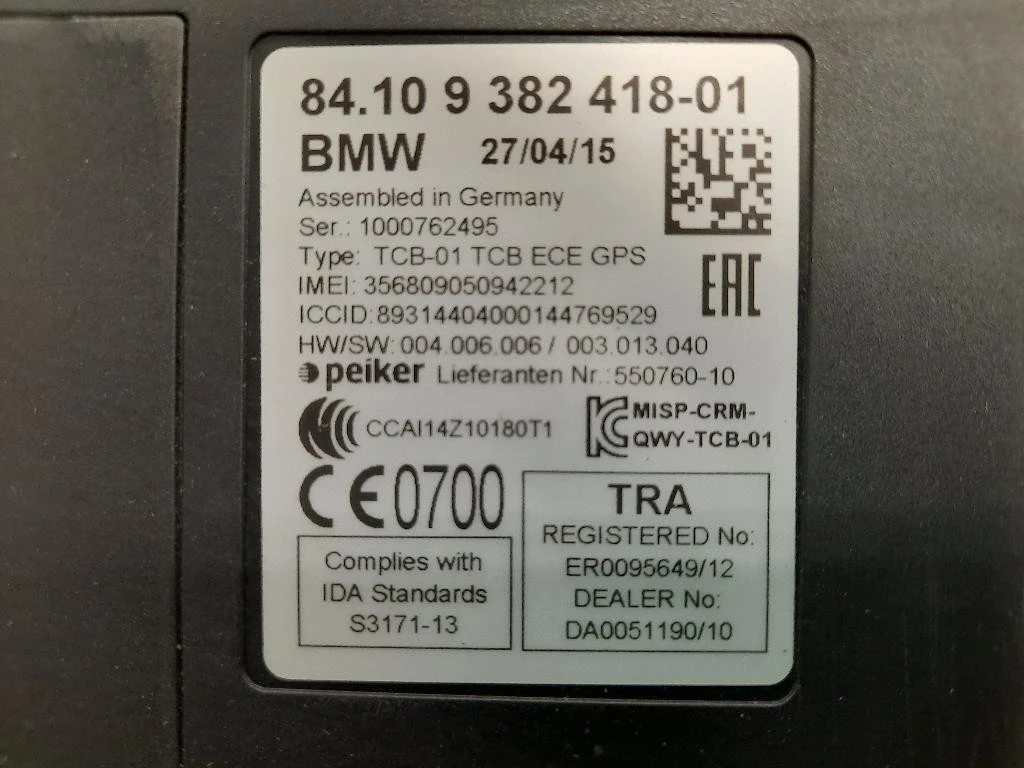 84.10 9 382 418-01
BMW 27/04/15
Assembled in Germany
Ser.: 1000762495
Type: TCB-01 TCB ECE GPS
IMEI: 356809050942212
ICCID:89314404000144769529
HW/SW: 004.006.006 / 003.013.040
peiker Lieferanten Nr.:550760-10
EAC
CCAI14Z10180T1
MISP-CRM-
QWY-TCB-01
CE0700
Complies with
IDA Standards
S3171-13
TRA
REGISTERED No:
ER0095649/12
DEALER No:
DA0051190/10